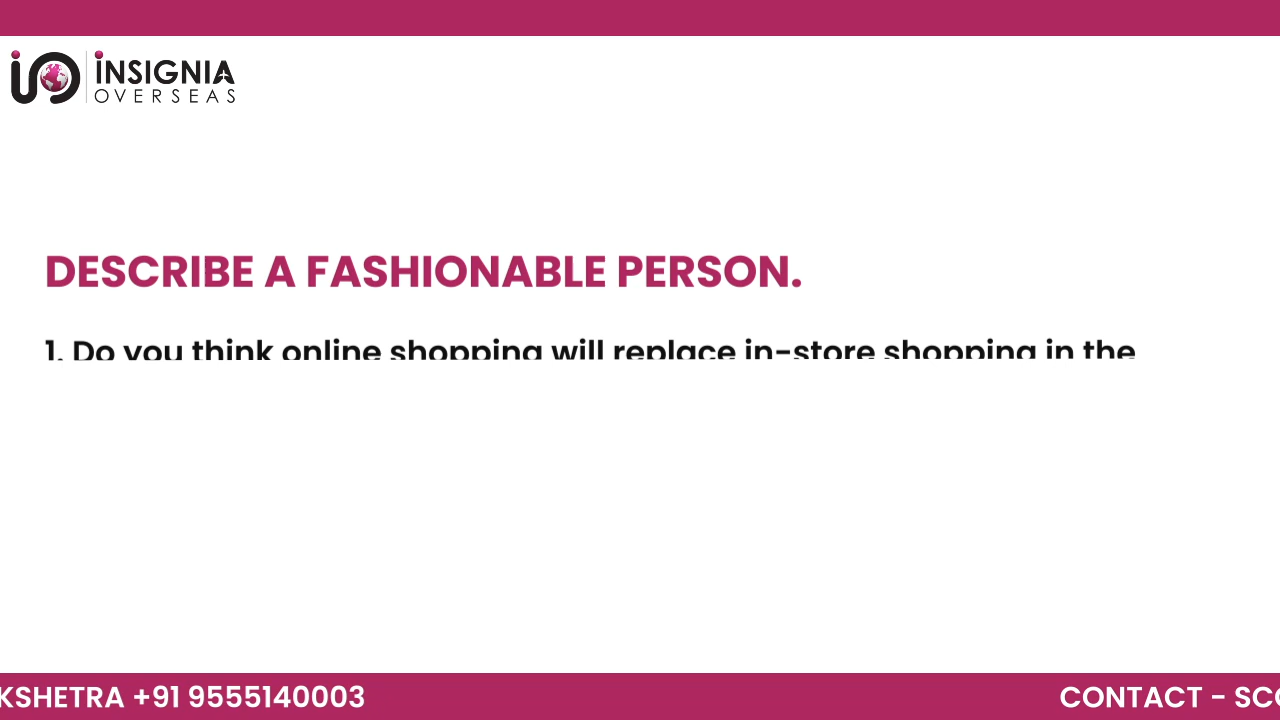 iNSIGNIA
OVERSEAS
DESCRIBE A FASHIONABLE PERSON.
1. Do you think online shopping will replace in-store shopping in the
KSHETRA +91 9555140003
CONTACT - SCO